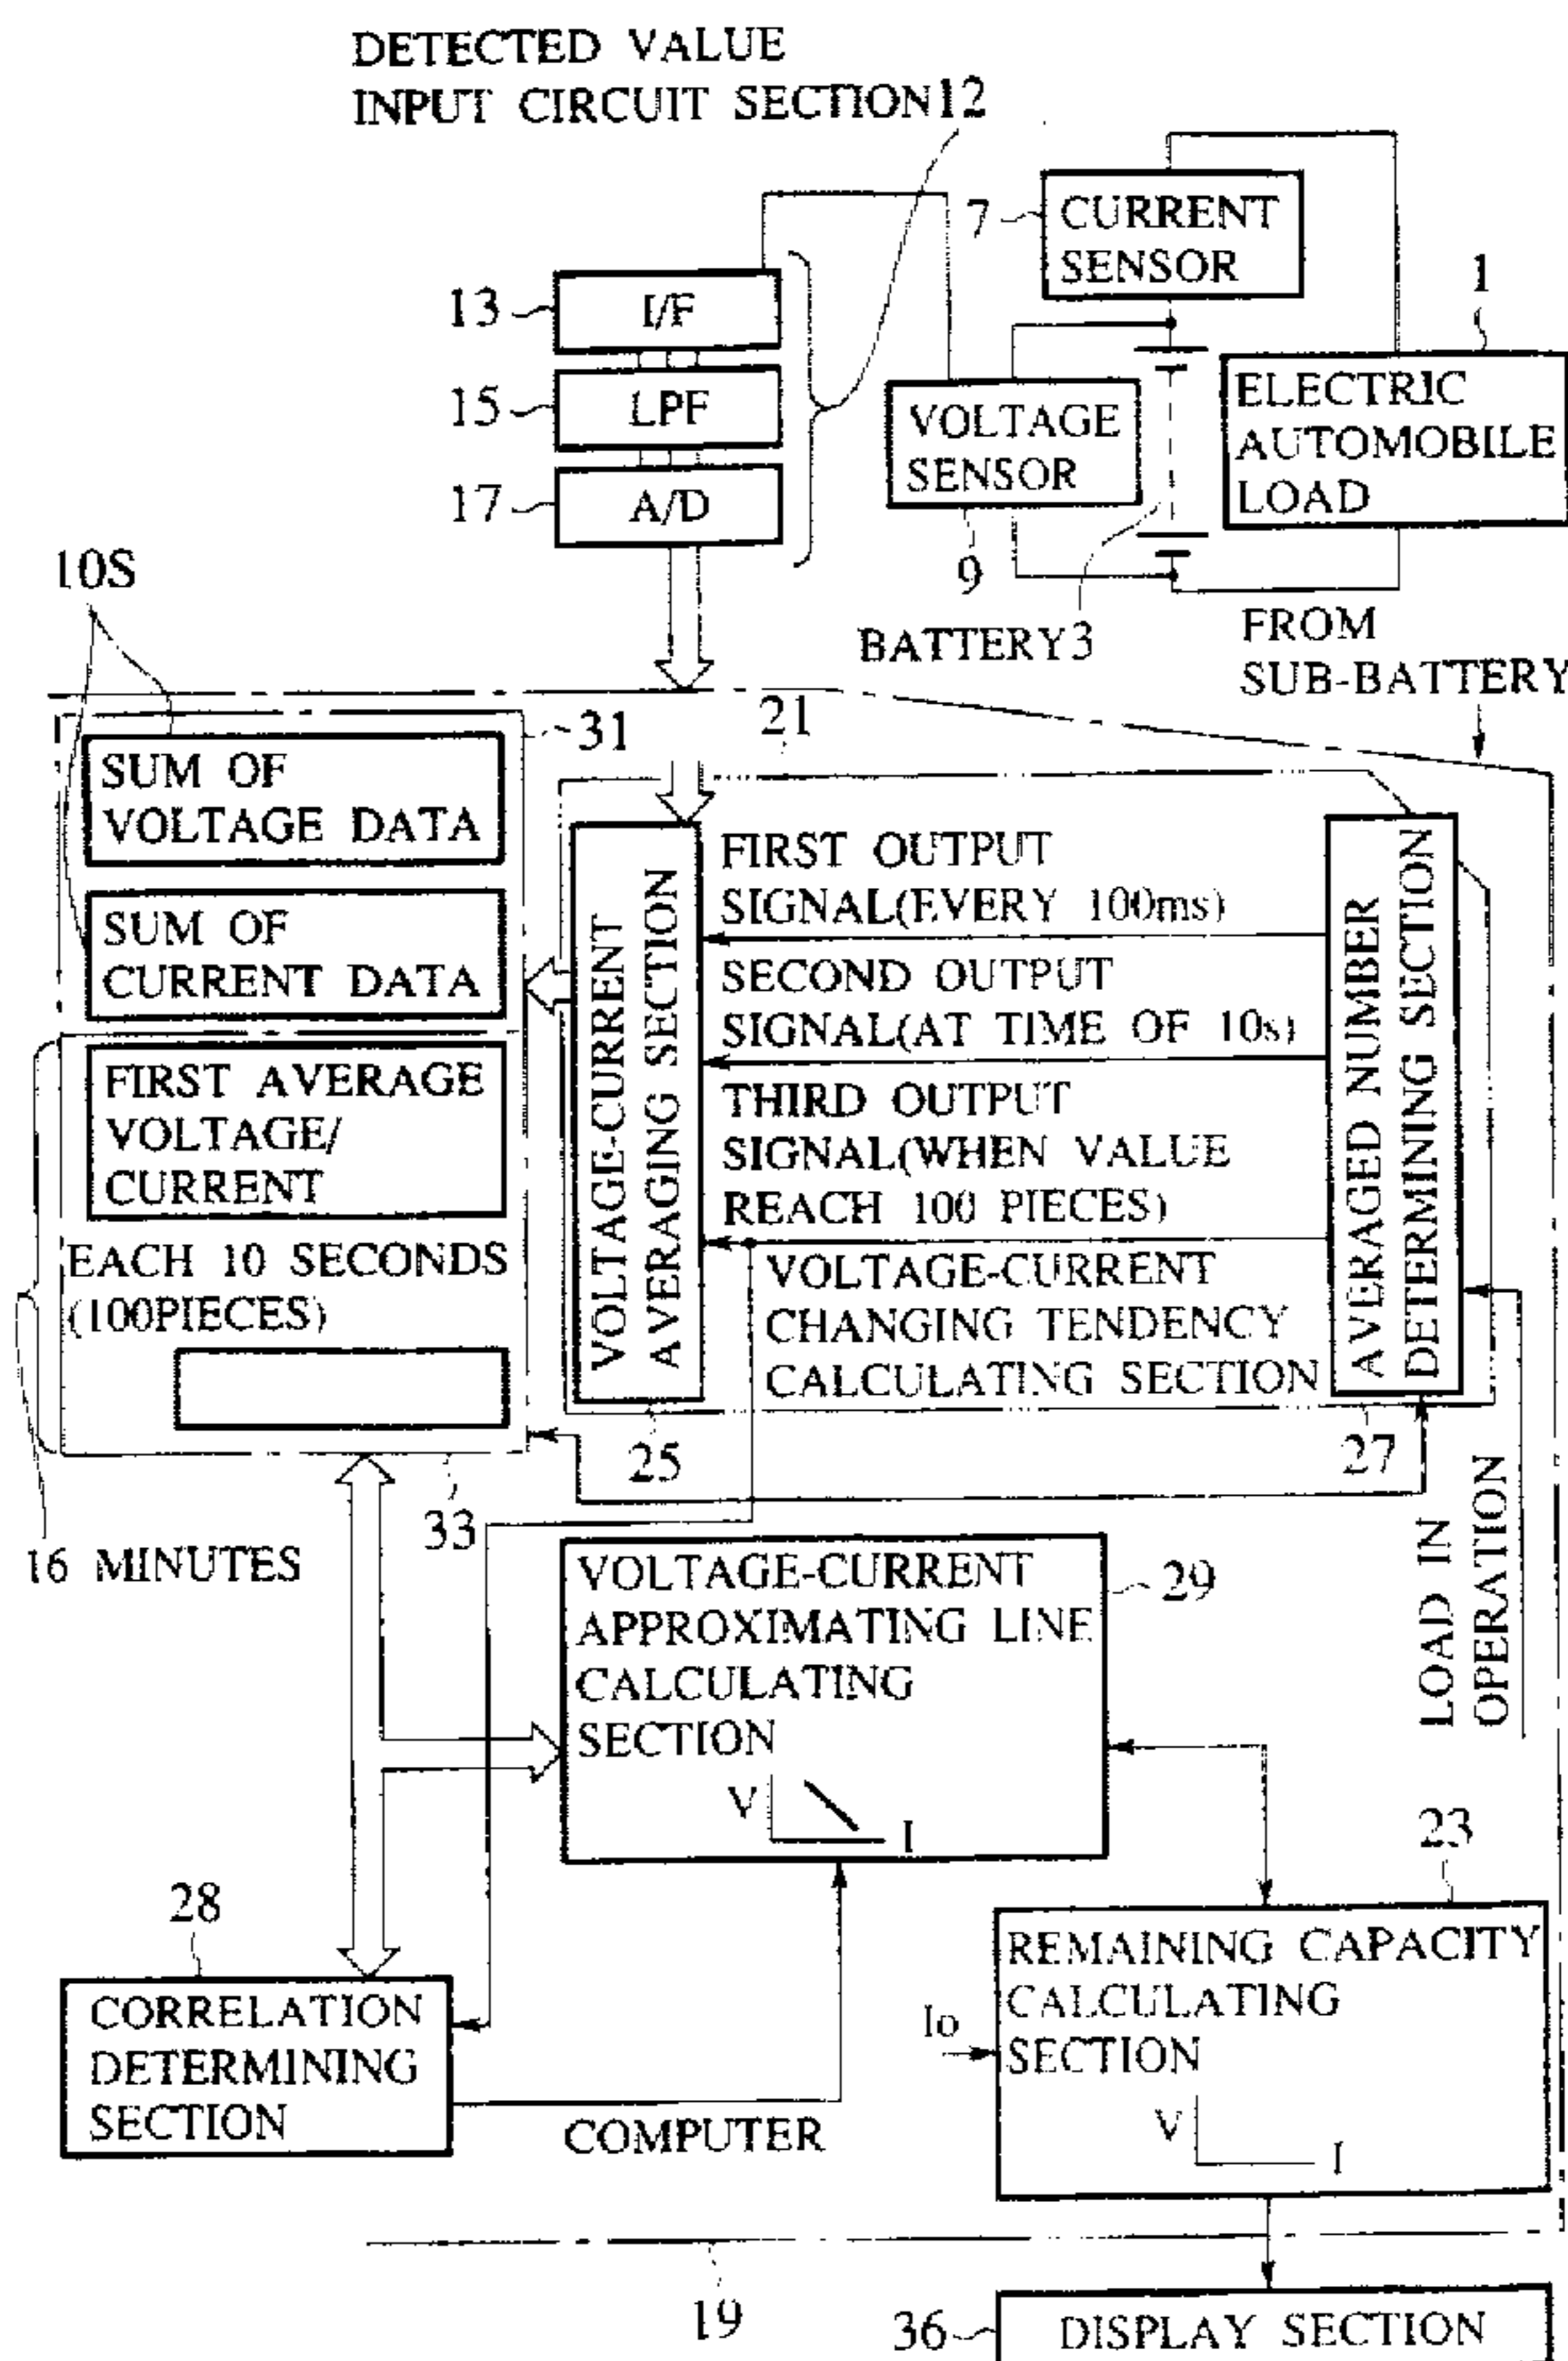 DETECTED VALUE
INPUT CIRCUIT SECTION12
7
CURRENT
SENSOR
1
13
I/F
15
LPF
17
A/D
VOLTAGE
SENSOR
9
ELECTRIC
AUTOMOBILE
LOAD
BATTERY3
FROM
SUB-BATTERY
10S
31
21
SUM OF
VOLTAGE DATA
SUM OF
CURRENT DATA
FIRST AVERAGE
VOLTAGE/
CURRENT
EACH 10 SECONDS
(100PIECES)
16 MINUTES
33
VOLTAGE-CURRENT
AVERAGING SECTION
25
FIRST OUTPUT
SIGNAL(EVERY 100ms)
SECOND OUTPUT
SIGNAL(AT TIME OF 10s)
THIRD OUTPUT
SIGNAL(WHEN VALUE
REACH 100 PIECES)
VOLTAGE-CURRENT
CHANGING TENDENCY
CALCULATING SECTION
AVERAGED NUMBER
DETERMINING SECTION
27
LOAD IN
OPERATION
VOLTAGE-CURRENT
APPROXIMATING LINE
CALCULATING
SECTION
V
I
29
23
28
CORRELATION
DETERMINING
SECTION
COMPUTER
Io
REMAINING CAPACITY
CALCULATING
SECTION
V
I
19
36
DISPLAY SECTION